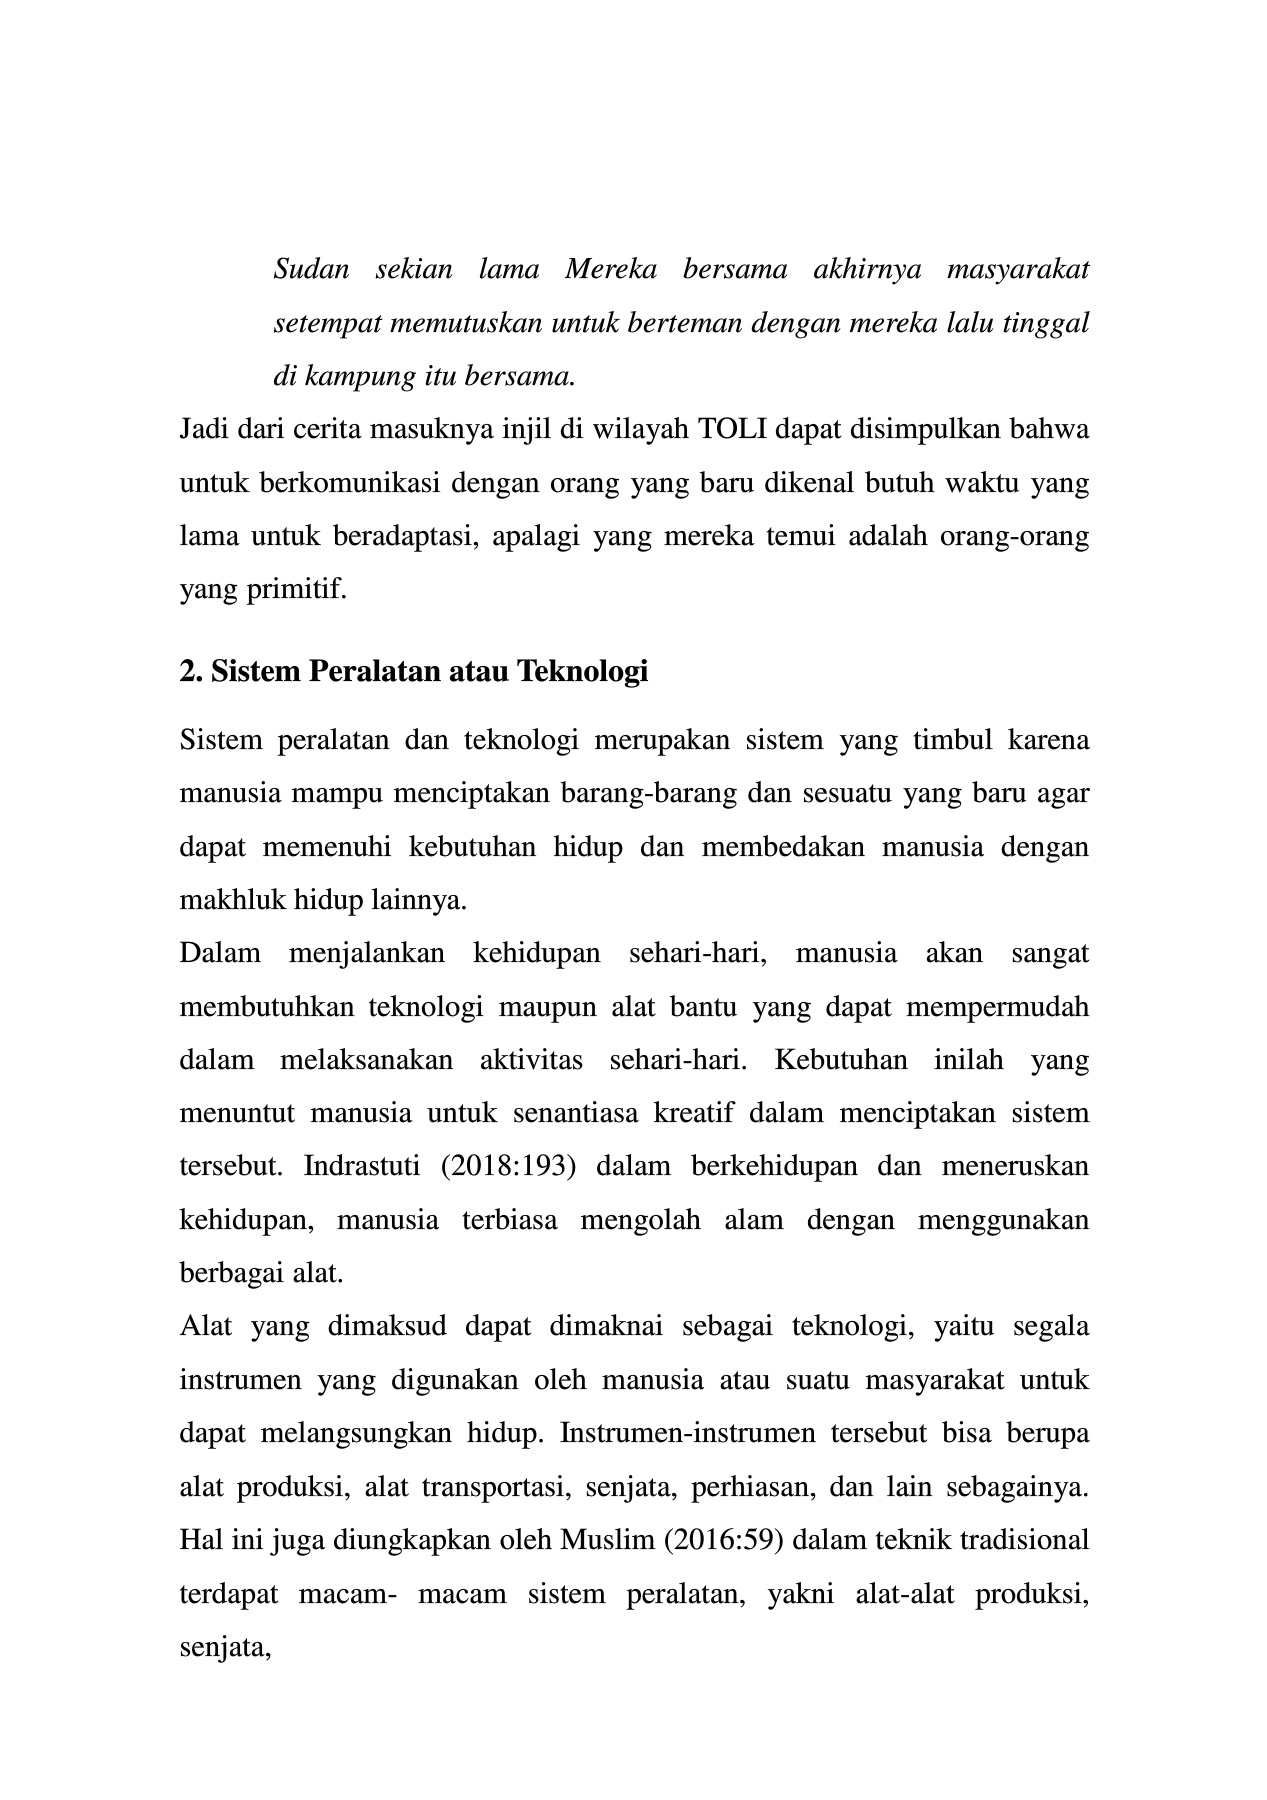 Sudan sekian lama Mereka bersama akhirnya masyarakat
setempat memutuskan untuk berteman dengan mereka lalu tinggal
di kampung itu bersama.
Jadi dari cerita masuknya injil di wilayah TOLI dapat disimpulkan bahwa
untuk berkomunikasi dengan orang yang baru dikenal butuh waktu yang
lama untuk beradaptasi, apalagi yang mereka temui adalah orang-orang
yang primitif.
2. Sistem Peralatan atau Teknologi
Sistem peralatan dan teknologi merupakan sistem yang timbul karena
manusia mampu menciptakan barang-barang dan sesuatu yang baru agar
dapat memenuhi kebutuhan hidup dan membedakan manusia dengan
makhluk hidup lainnya.
Dalam menjalankan kehidupan sehari-hari, manusia akan sangat
membutuhkan teknologi maupun alat bantu yang dapat mempermudah
dalam melaksanakan aktivitas sehari-hari. Kebutuhan inilah yang
menuntut manusia untuk senantiasa kreatif dalam menciptakan sistem
tersebut. Indrastuti (2018:193) dalam berkehidupan dan meneruskan
kehidupan, manusia terbiasa mengolah alam dengan menggunakan
berbagai alat.
Alat yang dimaksud dapat dimaknai sebagai teknologi, yaitu segala
instrumen yang digunakan oleh manusia atau suatu masyarakat untuk
dapat melangsungkan hidup. Instrumen-instrumen tersebut bisa berupa
alat produksi, alat transportasi, senjata, perhiasan, dan lain sebagainya.
Hal ini juga diungkapkan oleh Muslim (2016:59) dalam teknik tradisional
terdapat macam- macam sistem peralatan, yakni alat-alat produksi,
senjata,